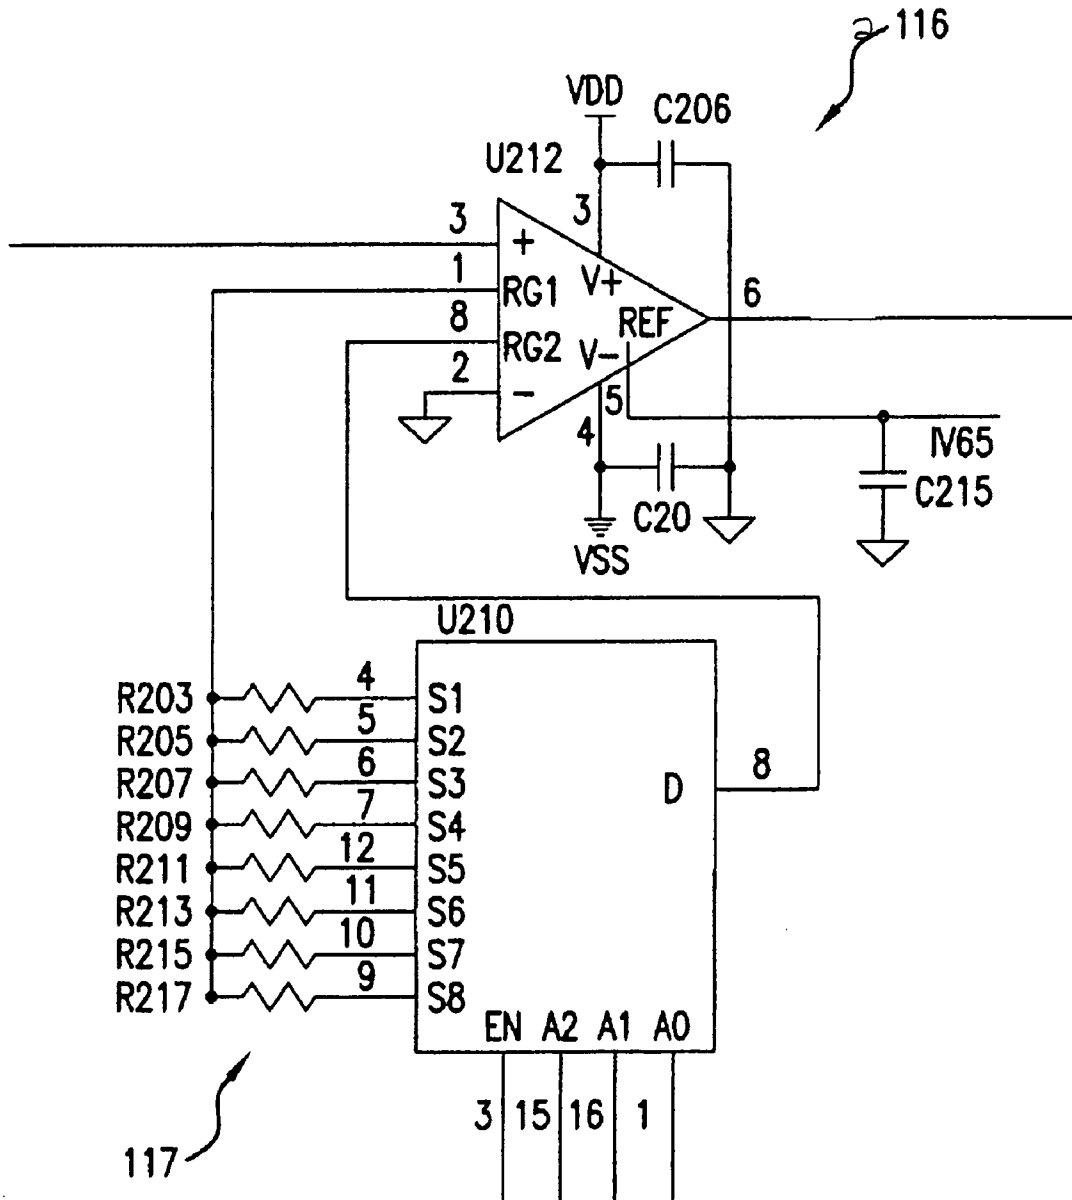 116
VDD
C206
U212
3
3
+
1
V+
RG1
6
8
REF
RG2
V-
2
-
5
4
IV65
C215
C20
VSS
U210
R203 4 S1
R205 5 S2
R207 6 S3
8
D
R209 7 S4
R211 12 S5
R213 11 S6
R215 10 S7
R217 9 S8
EN A2 A1 A0
3 15 16 1
117